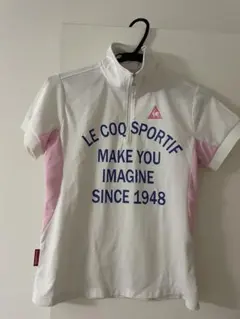 LE COQ SPORTIF
MAKE YOU
IMAGINE
SINCE 1948